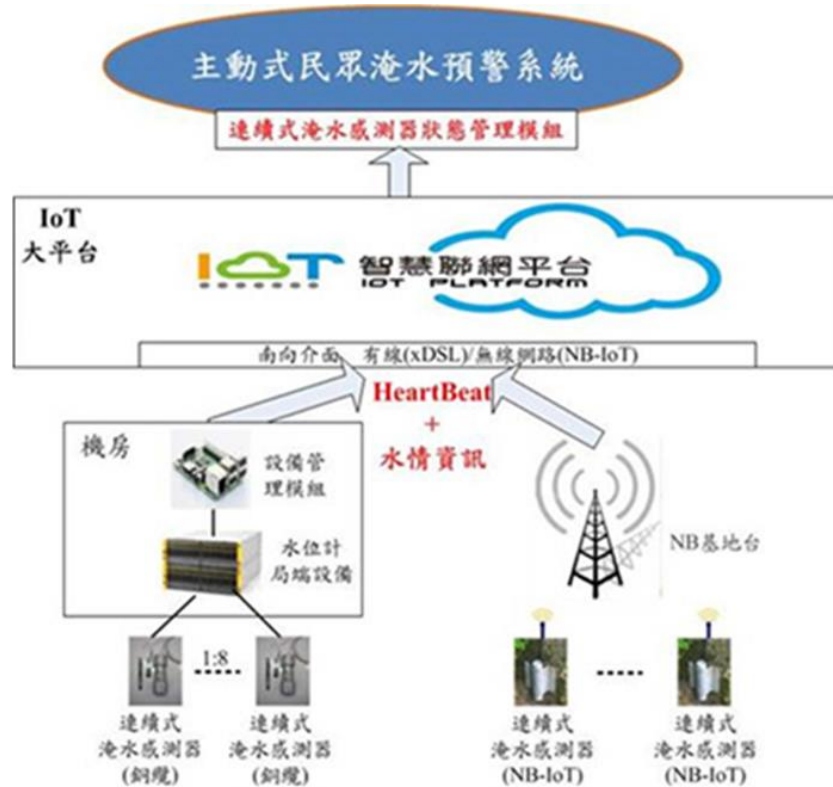 主動式民眾淹水預警系統
連續式淹水感測器狀態管理模組
IoT
大平台
IOT 智慧聯網平台
IOT PLATFORM
南向介面 有線(xDSL)/無線網路(NB-IoT)
HeartBeat
+
水情資訊
機房
設備管
理模組
水位計
局端設備
NB基地台
1:8
連續式
淹水感測器
(銅纜)
連續式
淹水感測器
(銅纜)
連續式
淹水感測器
(NB-IoT)
連續式
淹水感測器
(NB-IoT)